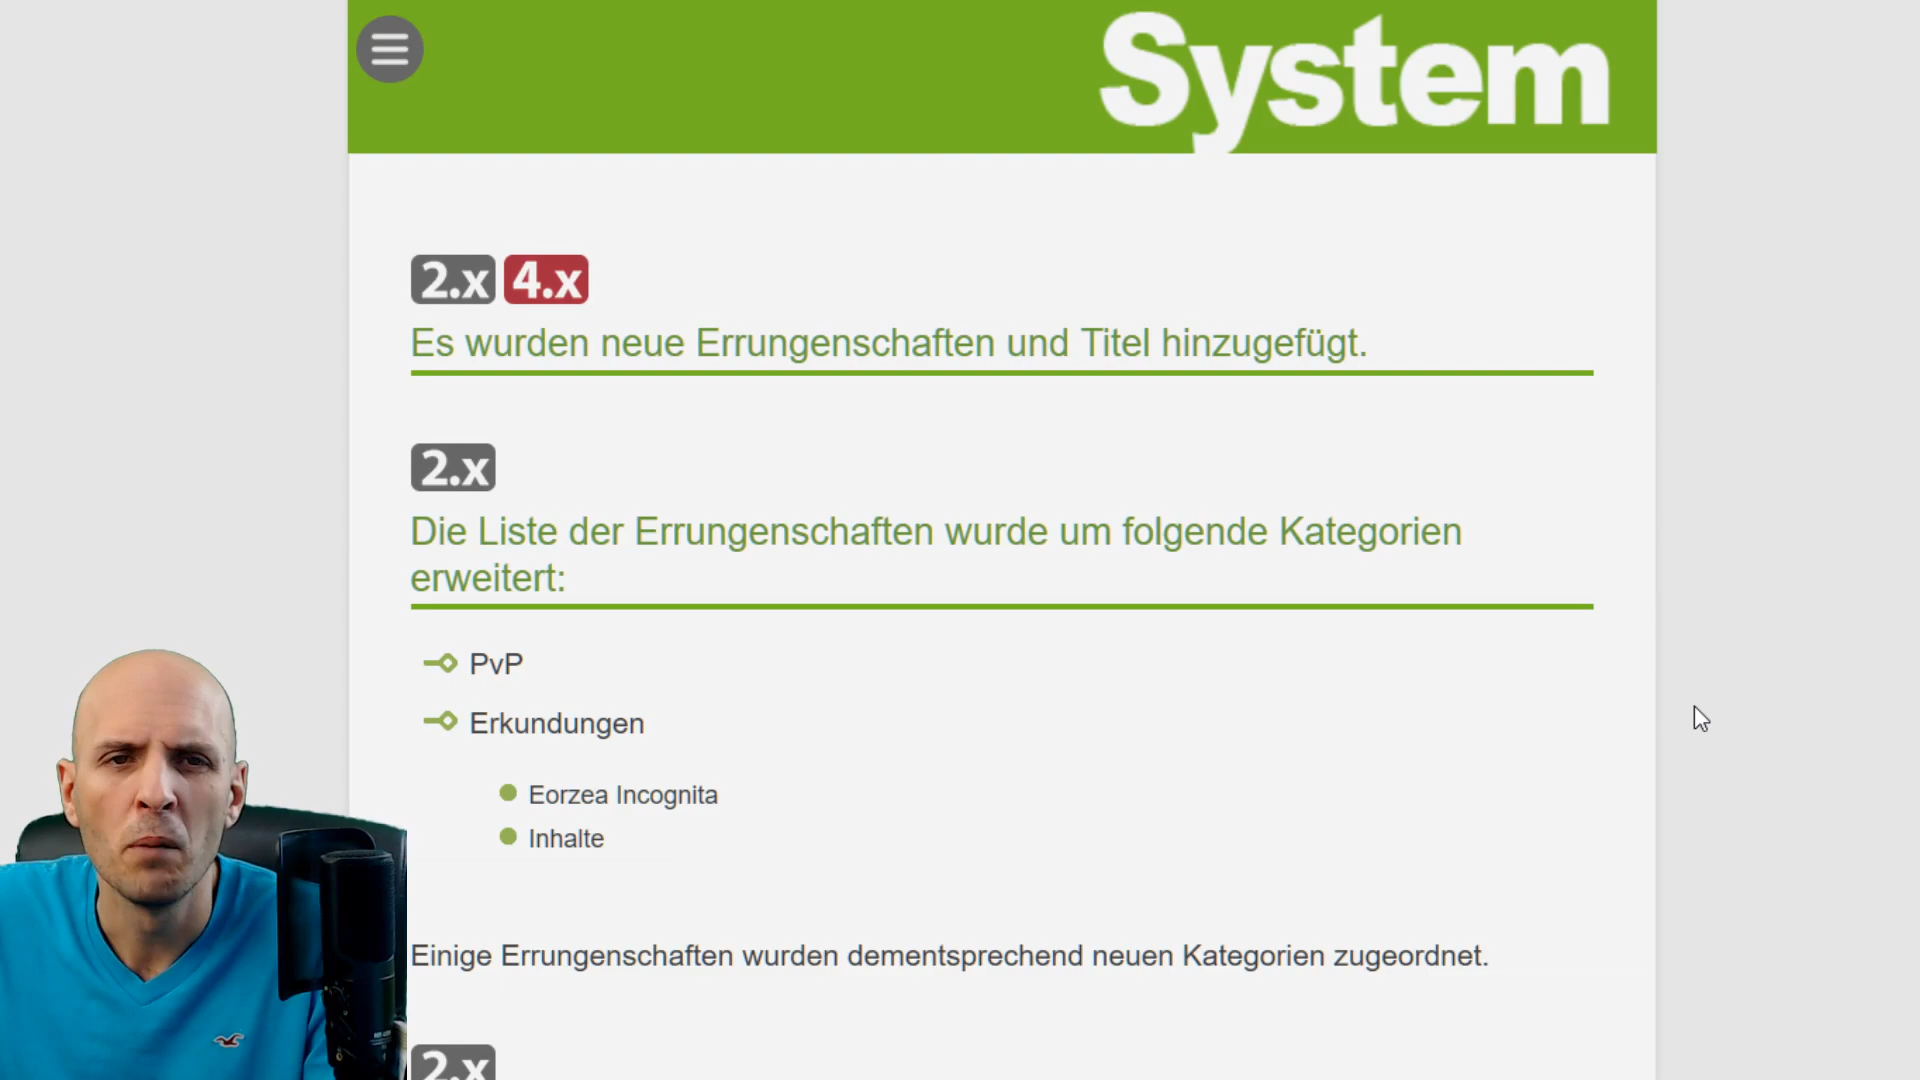 System
2.x 4.x
Es wurden neue Errungenschaften und Titel hinzugefügt.
2.x
Die Liste der Errungenschaften wurde um folgende Kategorien
erweitert:
PvP
Erkundungen
Eorzea Incognita
Inhalte
Einige Errungenschaften wurden dementsprechend neuen Kategorien zugeordnet.
2.x